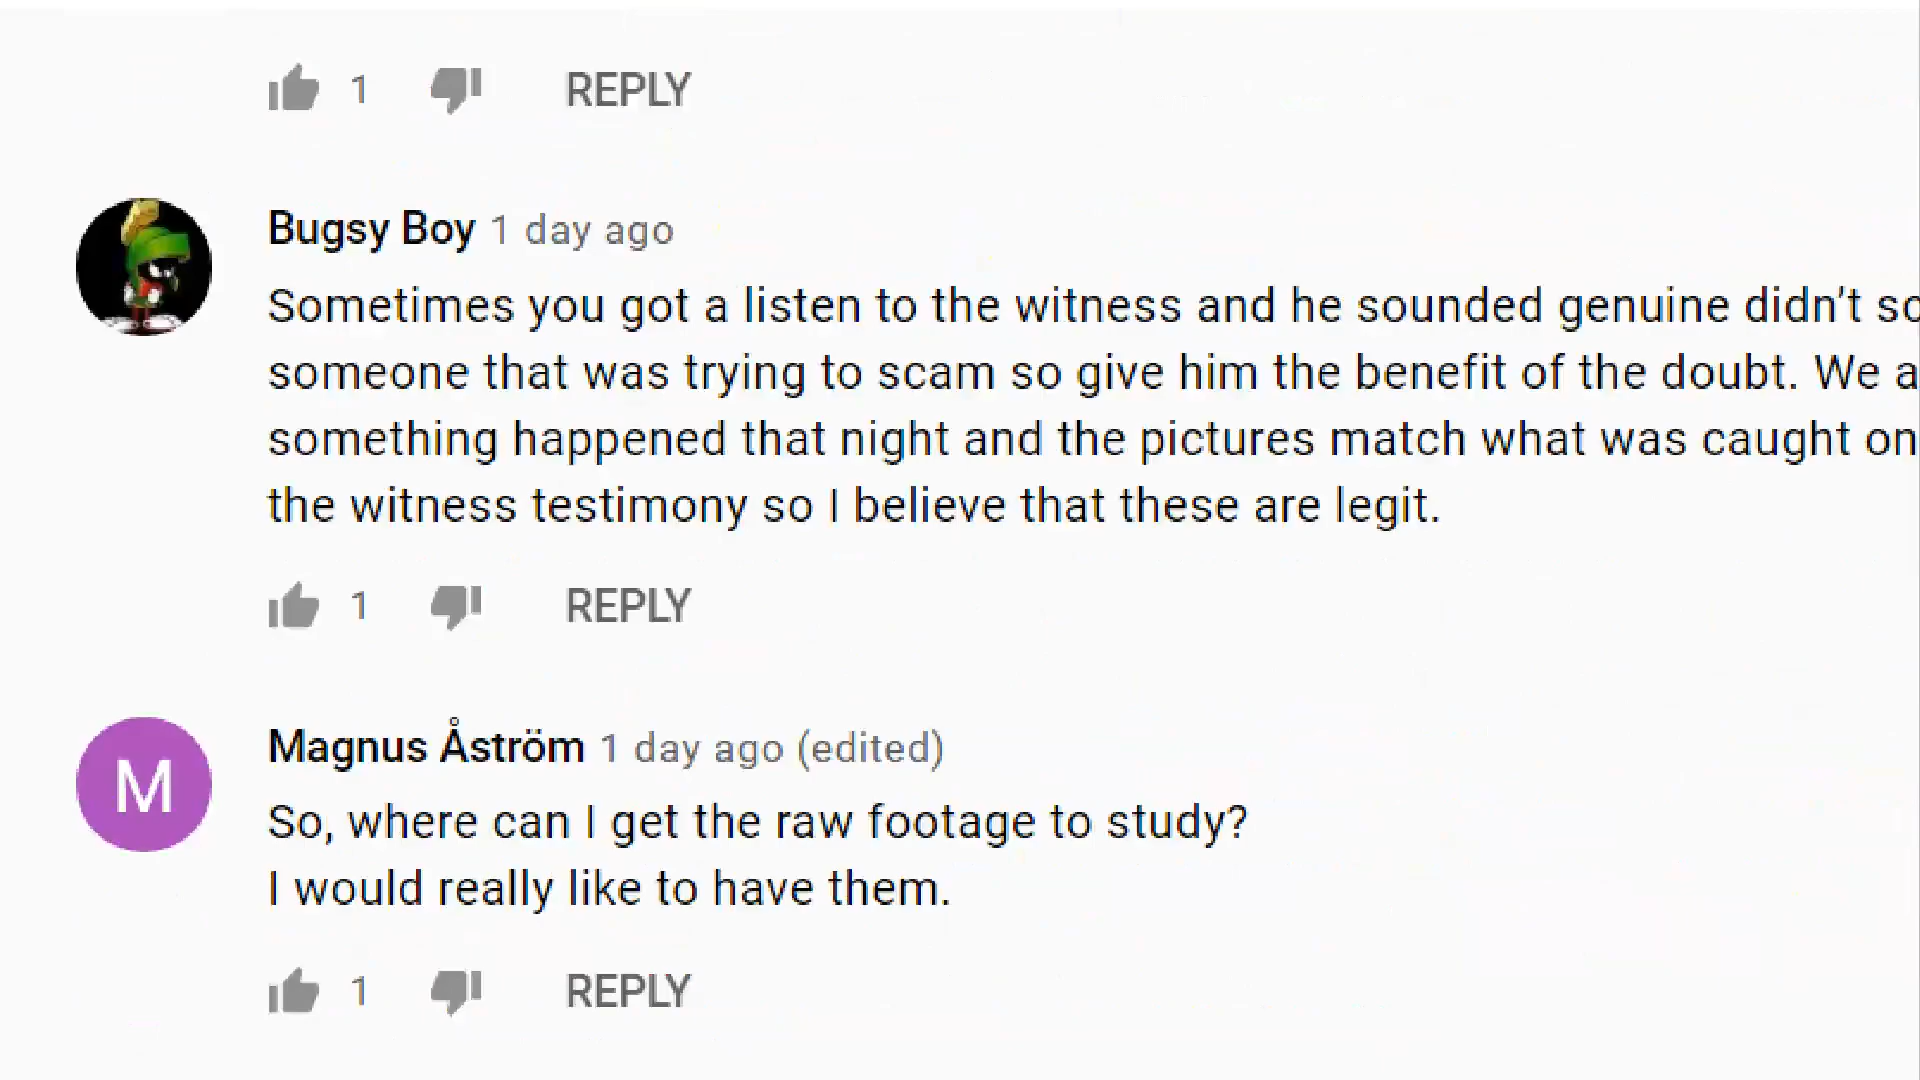 1 REPLY
Bugsy Boy 1 day ago
Sometimes you got a listen to the witness and he sounded genuine didn't
someone that was trying to scam so give him the benefit of the doubt. We
something happened that night and the pictures match what was caught on
the witness testimony so I believe that these are legit.
1 REPLY
M
Magnus Åström 1 day ago (edited)
So, where can I get the raw footage to study?
I would really like to have them.
1 REPLY